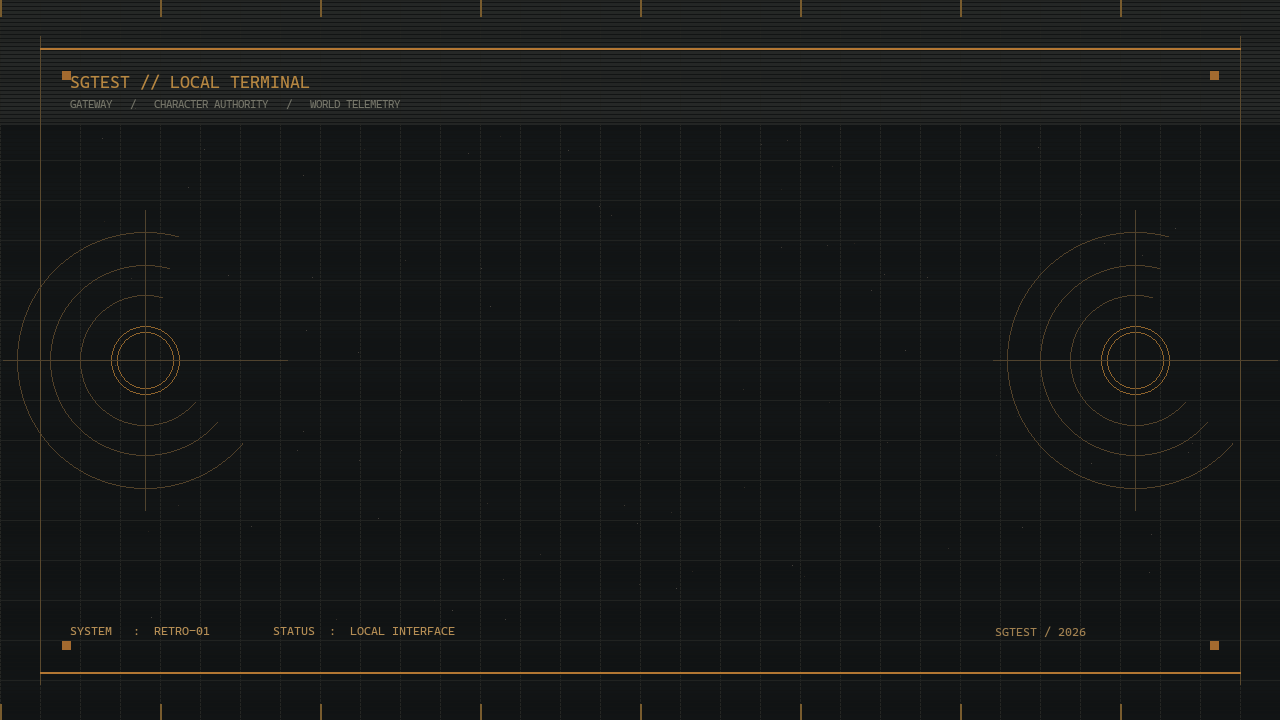 SGTEST // LOCAL TERMINAL
GATEWAY / CHARACTER AUTHORITY / WORLD TELEMETRY
SYSTEM : RETRO-01 STATUS : LOCAL INTERFACE
SGTEST / 2026